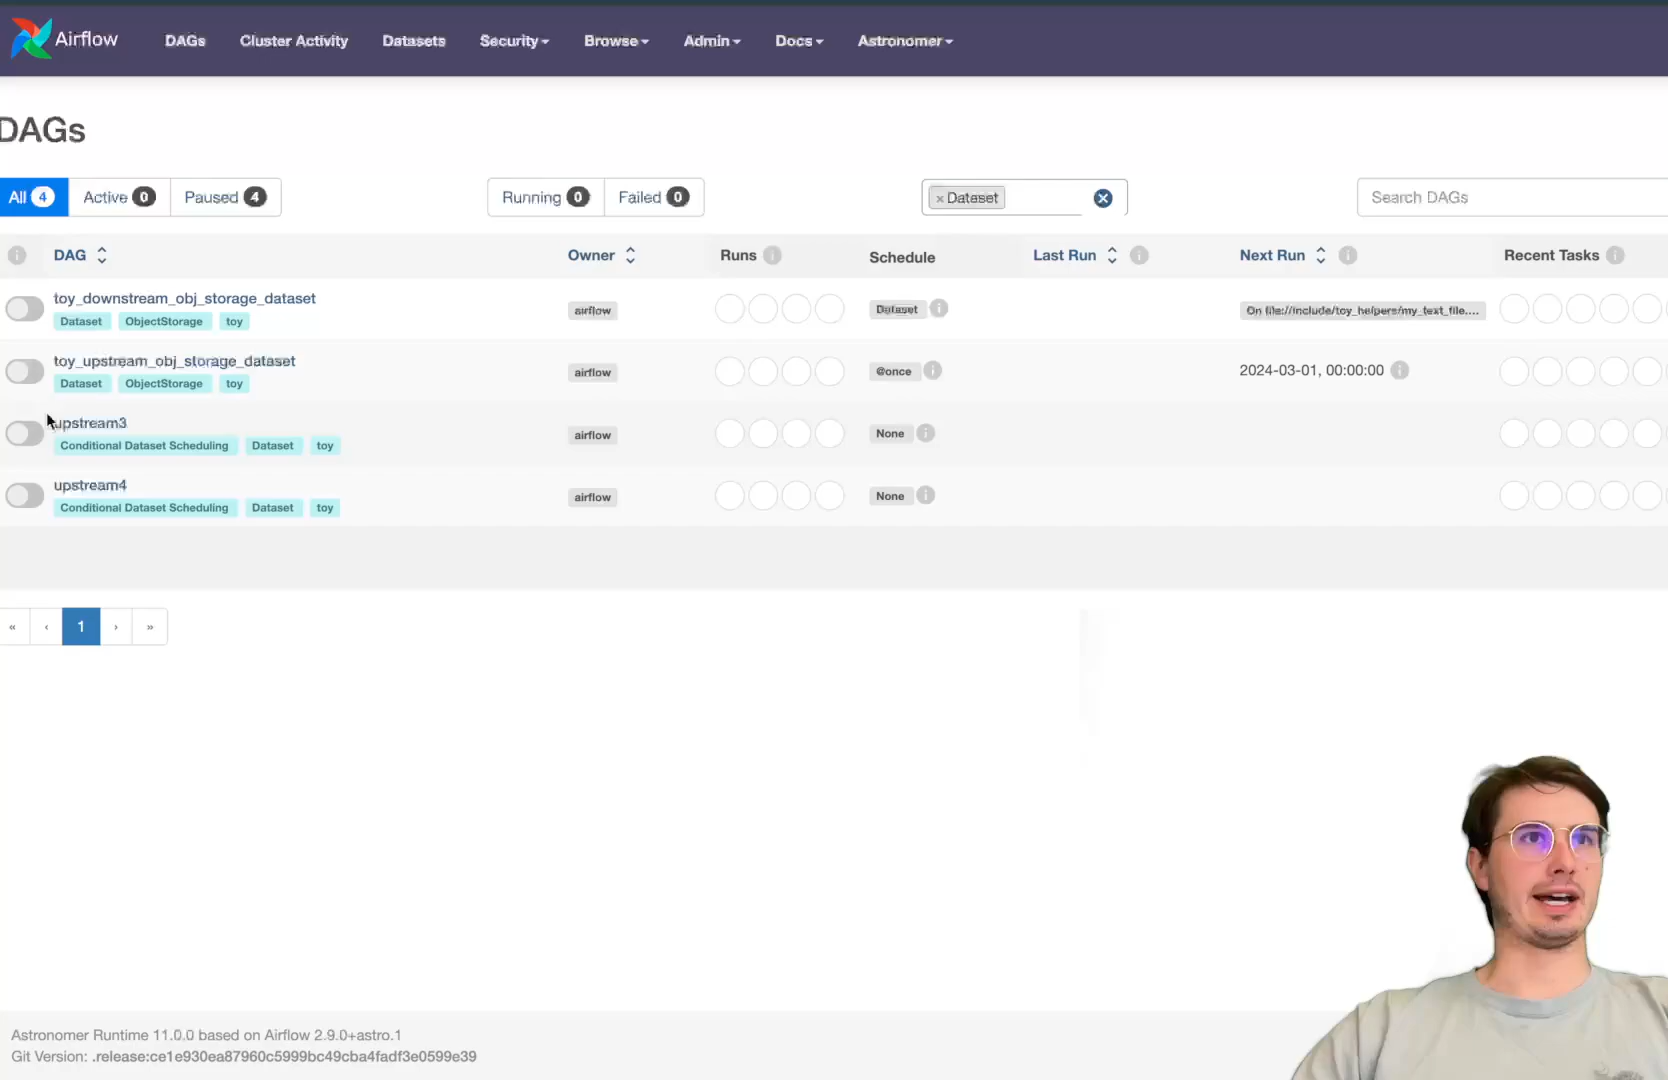 Airflow DAGs Cluster Activity Datasets Security Browse Admin Docs Astronomer
DAGs
All 4 Active 0 Paused 4 Running 0 Failed 0 × Dataset Search DAGs
DAG Owner Runs Schedule Last Run Next Run Recent Tasks
toy_downstream_obj_storage_dataset
Dataset ObjectStorage toy
airflow Dataset On file://include/toy_helpers/my_text_file....
toy_upstream_obj_storage_dataset
Dataset ObjectStorage toy
airflow @once 2024-03-01, 00:00:00
upstream3
Conditional Dataset Scheduling Dataset toy
airflow None
upstream4
Conditional Dataset Scheduling Dataset toy
airflow None
« ‹ 1 › »
Astronomer Runtime 11.0.0 based on Airflow 2.9.0+astro.1
Git Version: .release:ce1e930ea87960c5999bc49cba4fadf3e0599e39